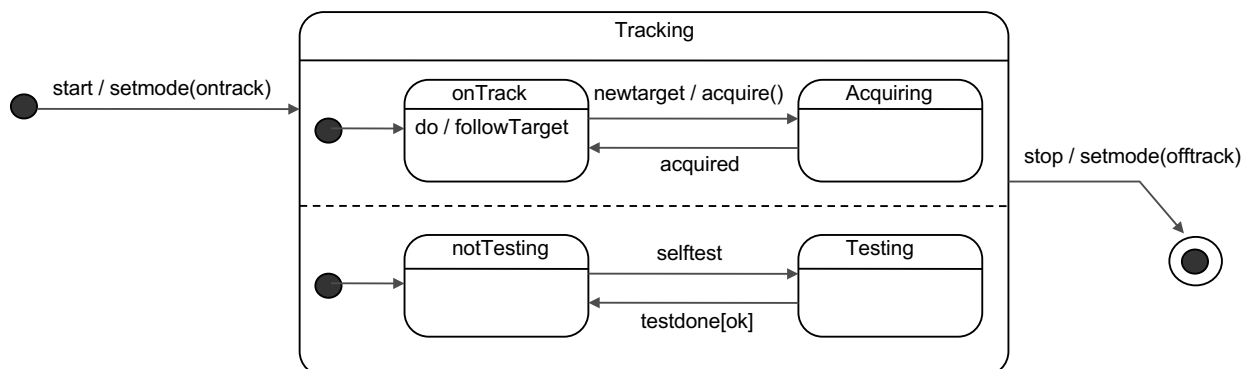 Tracking
start / setmode(ontrack)
onTrack
do / followTarget
newtarget / acquire()
Acquiring
acquired
stop / setmode(offtrack)
notTesting
selftest
Testing
testdone[ok]